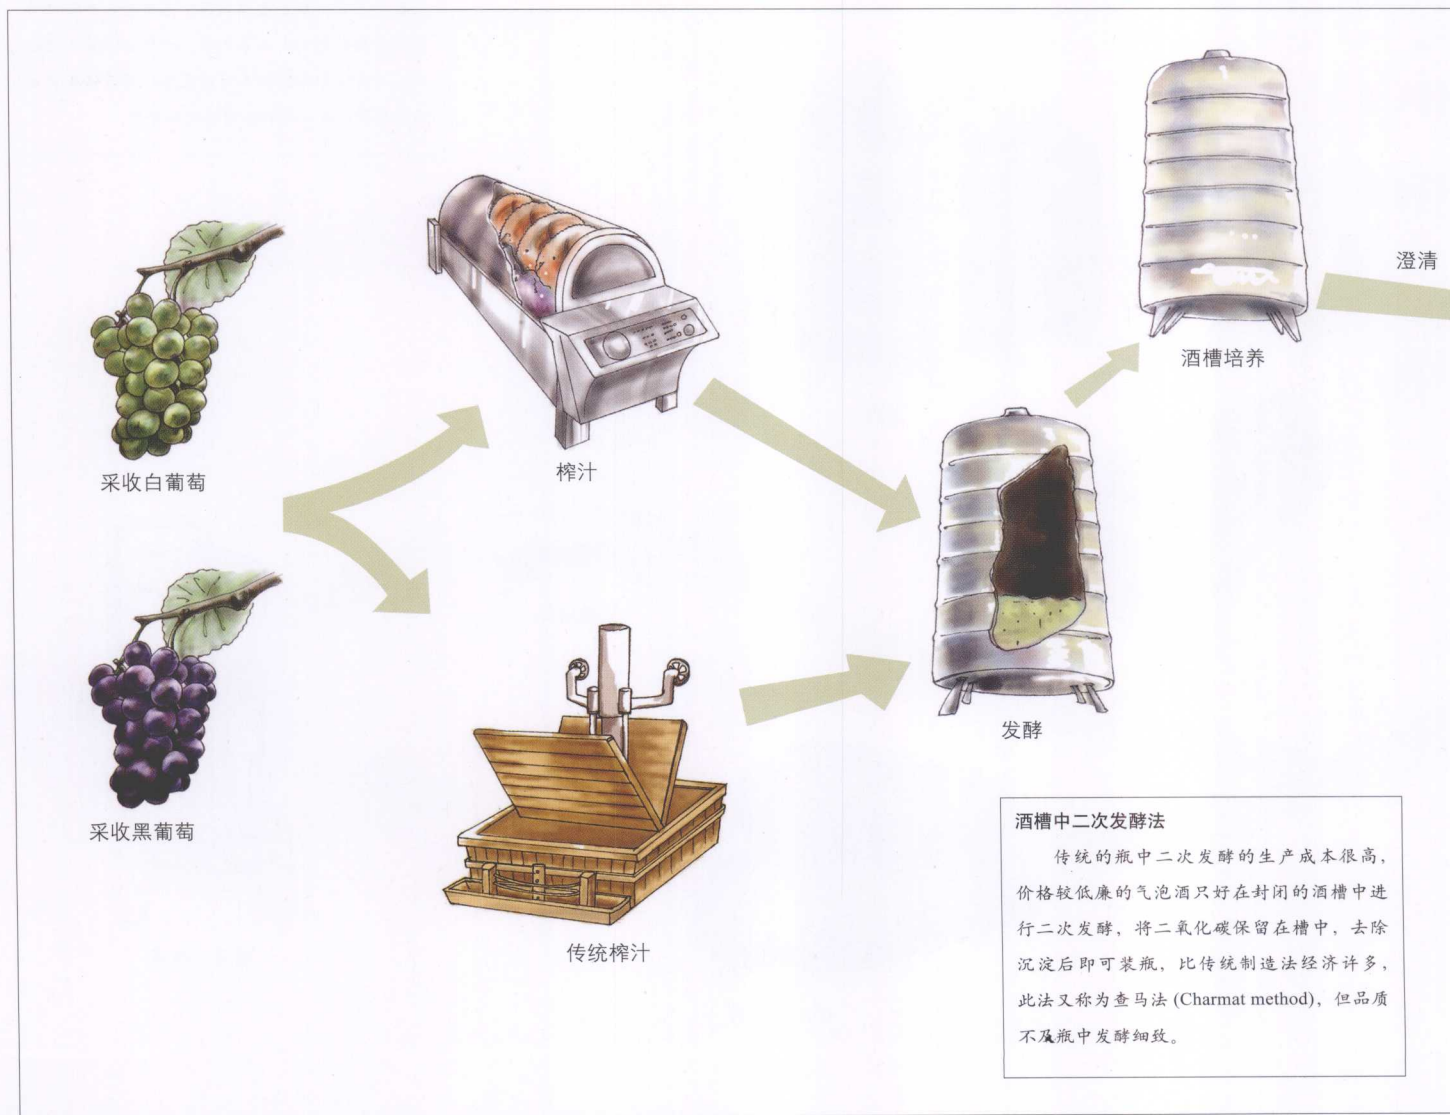 采收白葡萄
采收黑葡萄
榨汁
传统榨汁
发酵
酒槽培养
澄清
酒槽中二次发酵法
传统的瓶中二次发酵的生产成本很高，
价格较低廉的气泡酒只好在封闭的酒槽中进
行二次发酵，将二氧化碳保留在槽中，去除
沉淀后即可装瓶，比传统制造法经济许多，
此法又称为查马法 (Charmat method)，但品质
不及瓶中发酵细致。